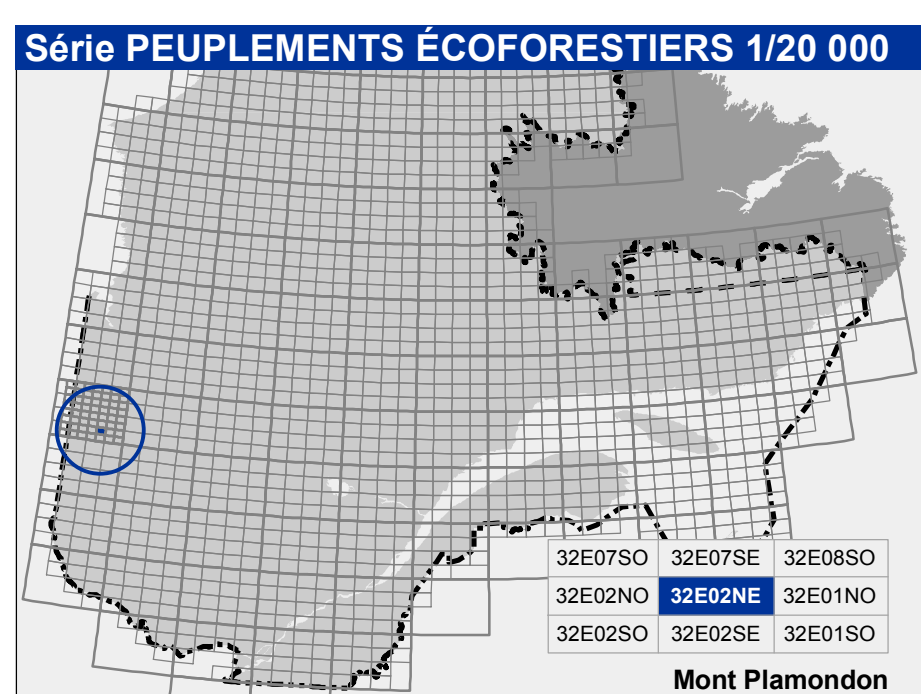 Série PEUPLEMENTS ÉCOFORESTIERS 1/20 000
32E07SO 32E07SE 32E08SO
32E02NO 32E02NE 32E01NO
32E02SO 32E02SE 32E01SO
Mont Plamondon